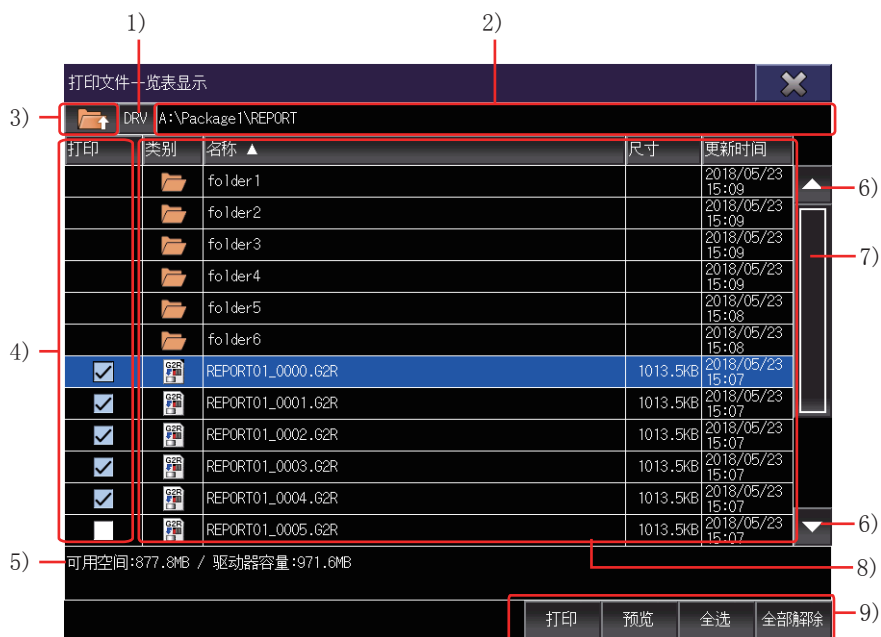 1)
2)
打印文件一览表显示
3)
DRV A:\Package1\REPORT
打印 类别 名称 ▲ 尺寸 更新时间
folder1 2018/05/23 15:09
6)
folder2 2018/05/23 15:09
folder3 2018/05/23 15:09
7)
folder4 2018/05/23 15:09
folder5 2018/05/23 15:08
folder6 2018/05/23 15:08
4)
G2R REPORT01_0000.G2R 1013.5KB 2018/05/23 15:07
G2R REPORT01_0001.G2R 1013.5KB 2018/05/23 15:07
G2R REPORT01_0002.G2R 1013.5KB 2018/05/23 15:07
G2R REPORT01_0003.G2R 1013.5KB 2018/05/23 15:07
G2R REPORT01_0004.G2R 1013.5KB 2018/05/23 15:07
G2R REPORT01_0005.G2R 1013.5KB 2018/05/23 15:07
6)
5)
可用空间:877.8MB / 驱动器容量:971.6MB
8)
打印 预览 全选 全部解除
9)